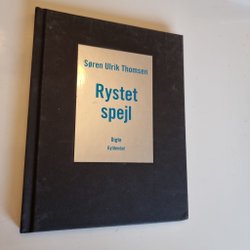 Søren Ulrik Thomsen
Rystet
spejl
Digte
Gyldendal